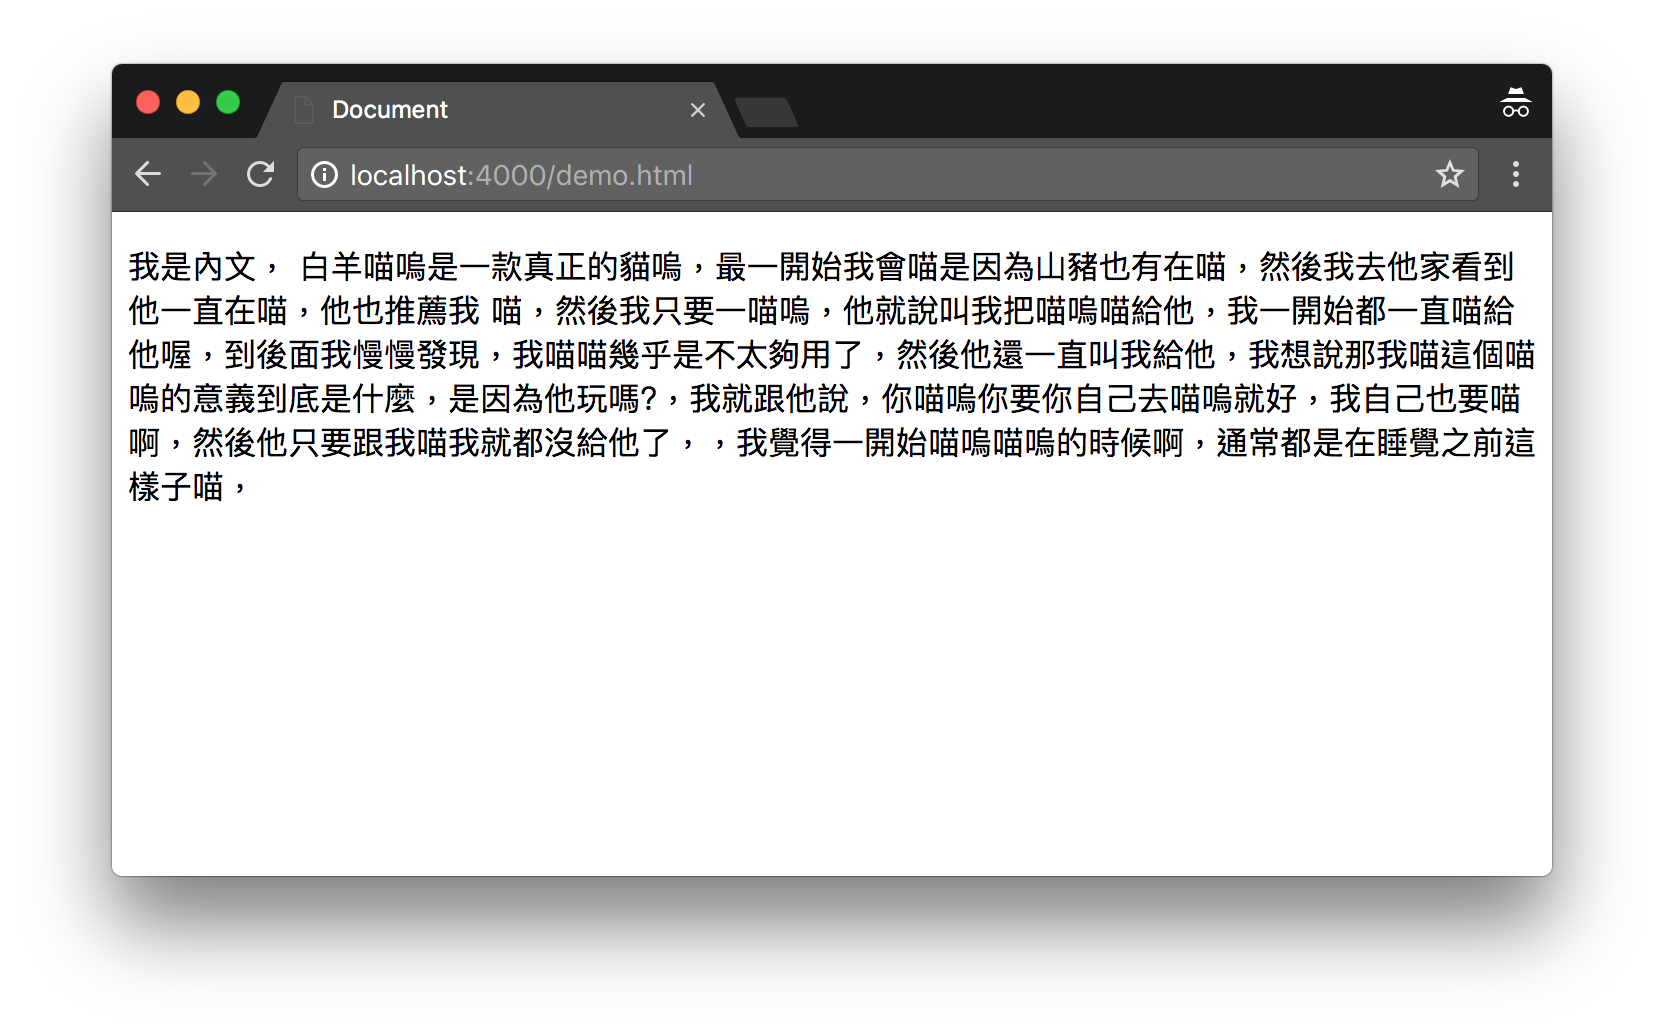 Document
localhost:4000/demo.html
我是內文， 白羊喵嗚是一款真正的貓嗚，最一開始我會喵是因為山豬也有在喵，然後我去他家看到
他一直在喵，他也推薦我 喵，然後我只要一喵嗚，他就說叫我把喵嗚喵給他，我一開始都一直喵給
他喔，到後面我慢慢發現，我喵喵幾乎是不太夠用了，然後他還一直叫我給他，我想說那我喵這個喵
嗚的意義到底是什麼，是因為他玩嗎?，我就跟他說，你喵嗚你要你自己去喵嗚就好，我自己也要喵
啊，然後他只要跟我喵我就都沒給他了，，我覺得一開始喵嗚喵嗚的時候啊，通常都是在睡覺之前這
樣子喵，